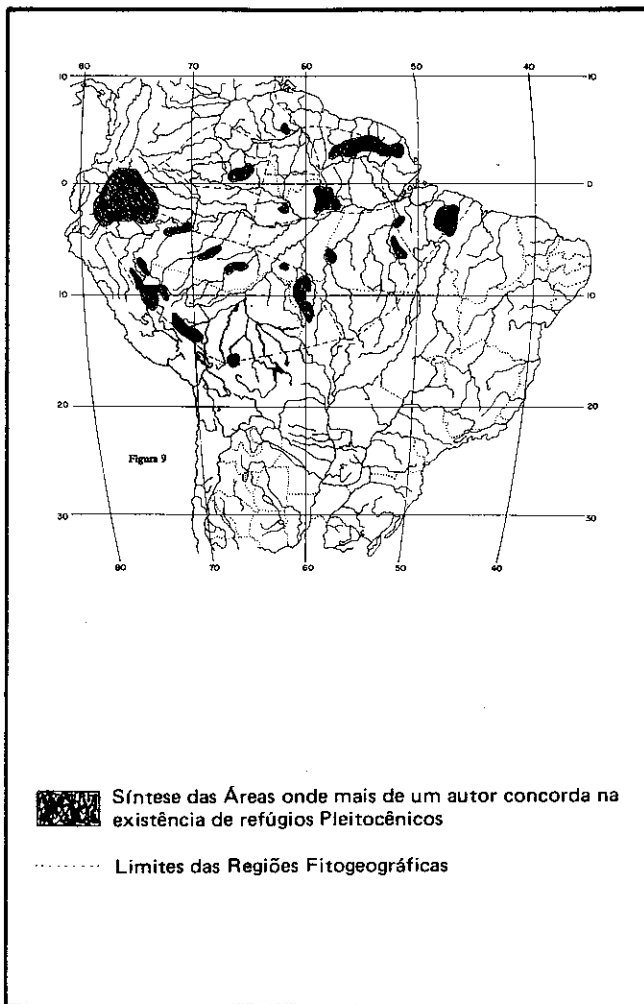 80 70 60 50 40
10 10
0 0
10 10
20 20
Figura 9
30 30
80 70 60 50 40
Síntese das Áreas onde mais de um autor concorda na
existência de refúgios Pleitocênicos
Limites das Regiões Fitogeográficas